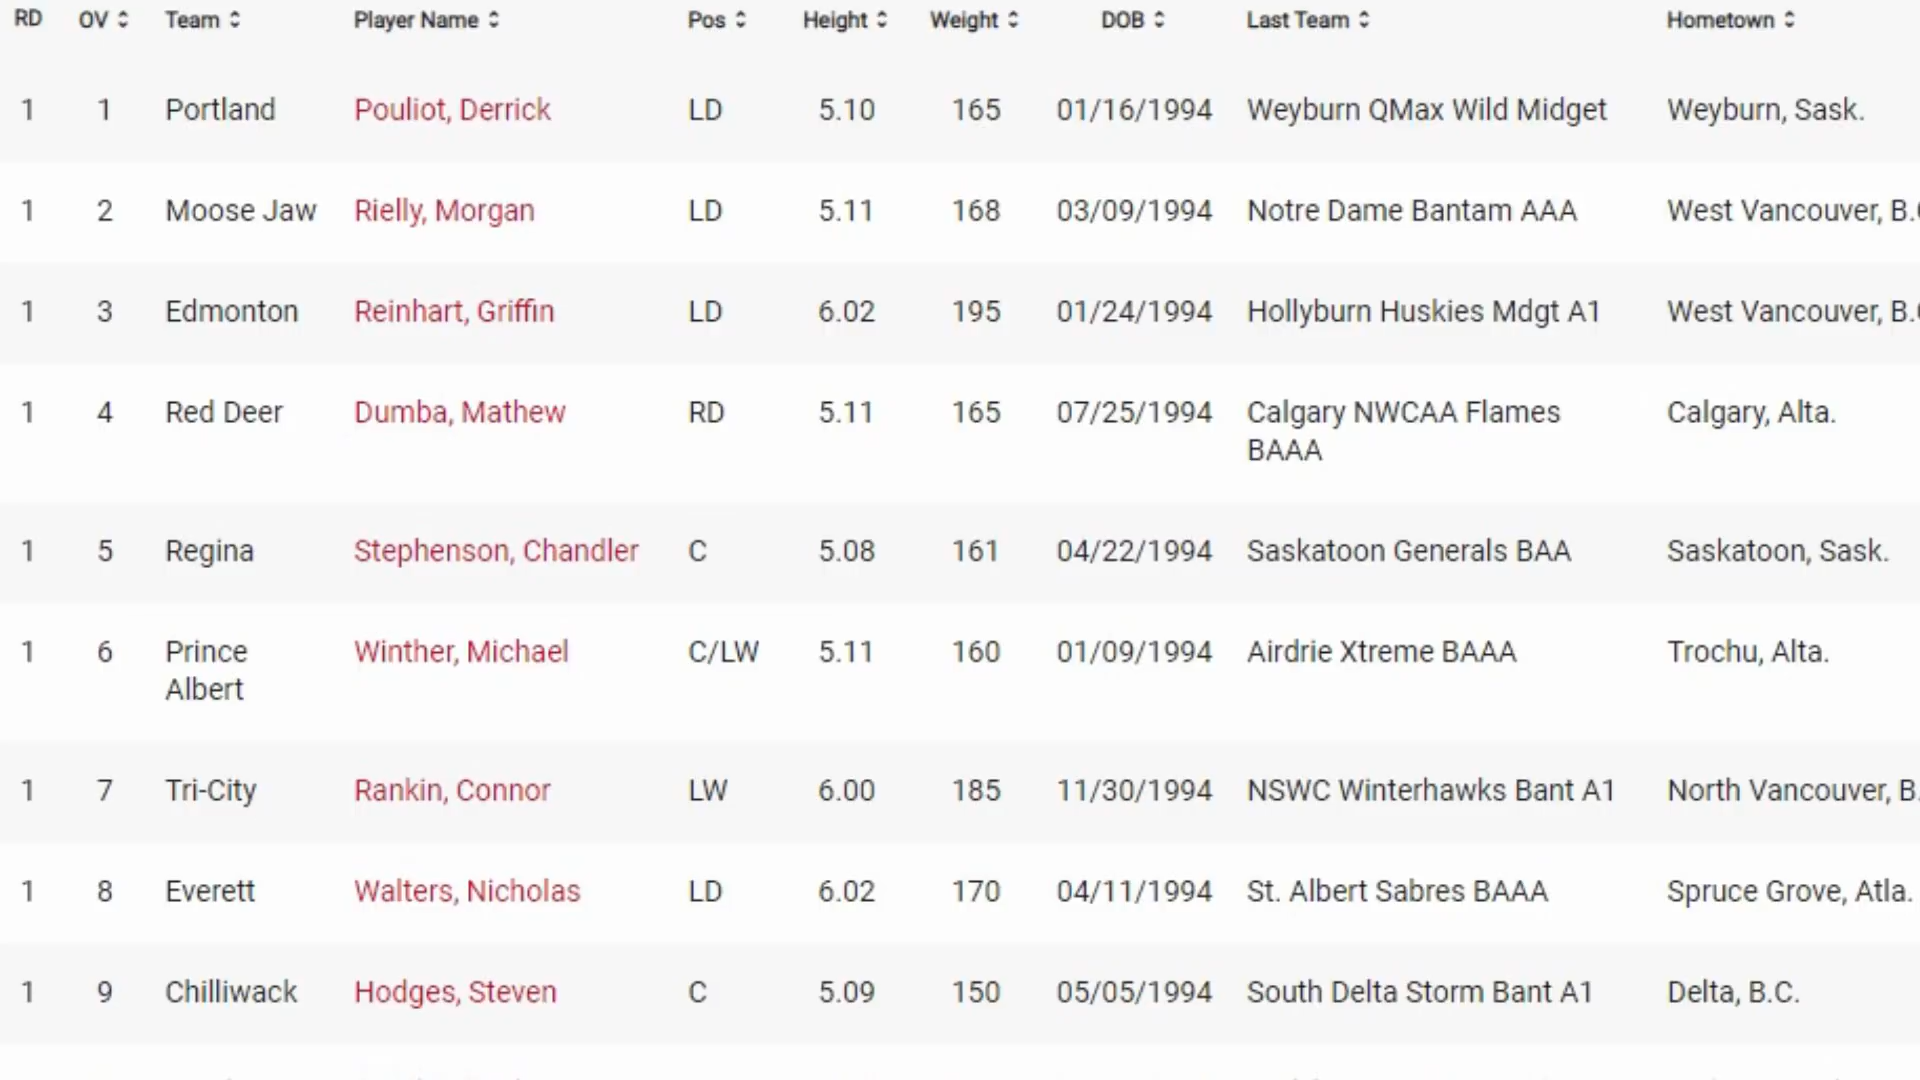 RD OV Team Player Name Pos Height Weight DOB Last Team Hometown
1 1 Portland Pouliot, Derrick LD 5.10 165 01/16/1994 Weyburn QMax Wild Midget Weyburn, Sask.
1 2 Moose Jaw Rielly, Morgan LD 5.11 168 03/09/1994 Notre Dame Bantam AAA West Vancouver, B.
1 3 Edmonton Reinhart, Griffin LD 6.02 195 01/24/1994 Hollyburn Huskies Mdgt A1 West Vancouver, B.
1 4 Red Deer Dumba, Mathew RD 5.11 165 07/25/1994 Calgary NWCAA Flames Calgary, Alta.
BAAA
1 5 Regina Stephenson, Chandler C 5.08 161 04/22/1994 Saskatoon Generals BAA Saskatoon, Sask.
1 6 Prince Winther, Michael C/LW 5.11 160 01/09/1994 Airdrie Xtreme BAAA Trochu, Alta.
Albert
1 7 Tri-City Rankin, Connor LW 6.00 185 11/30/1994 NSWC Winterhawks Bant A1 North Vancouver, B.
1 8 Everett Walters, Nicholas LD 6.02 170 04/11/1994 St. Albert Sabres BAAA Spruce Grove, Atla.
1 9 Chilliwack Hodges, Steven C 5.09 150 05/05/1994 South Delta Storm Bant A1 Delta, B.C.